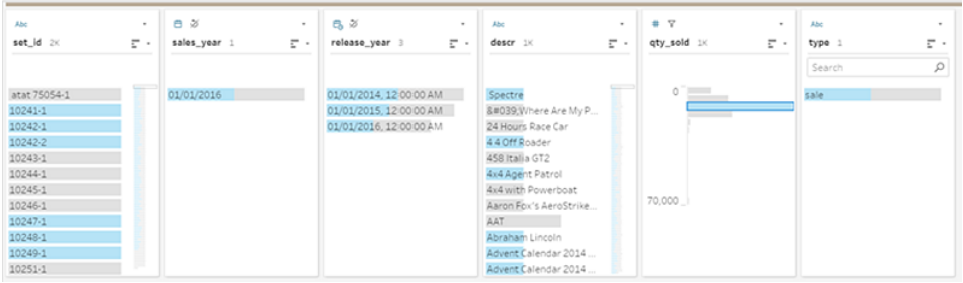 Abc
set_id 2K
atat 75054-1
10241-1
10242-1
10242-2
10243-1
10244-1
10245-1
10246-1
10247-1
10248-1
10249-1
10251-1
sales_year 1
01/01/2016
release_year 3
01/01/2014, 12:00:00 AM
01/01/2015, 12:00:00 AM
01/01/2016, 12:00:00 AM
Abc
descr 1K
Spectre
&#039;Where Are My P...
24 Hours Race Car
4 4 Off Roader
458 Italia GT2
4x4 Agent Patrol
4x4 with Powerboat
Aaron Fox's AeroStrike...
AAT
Abraham Lincoln
Advent Calendar 2014 ...
Advent Calendar 2014 ...
#
qty_sold 1K
0
70,000
Abc
type 1
Search
sale